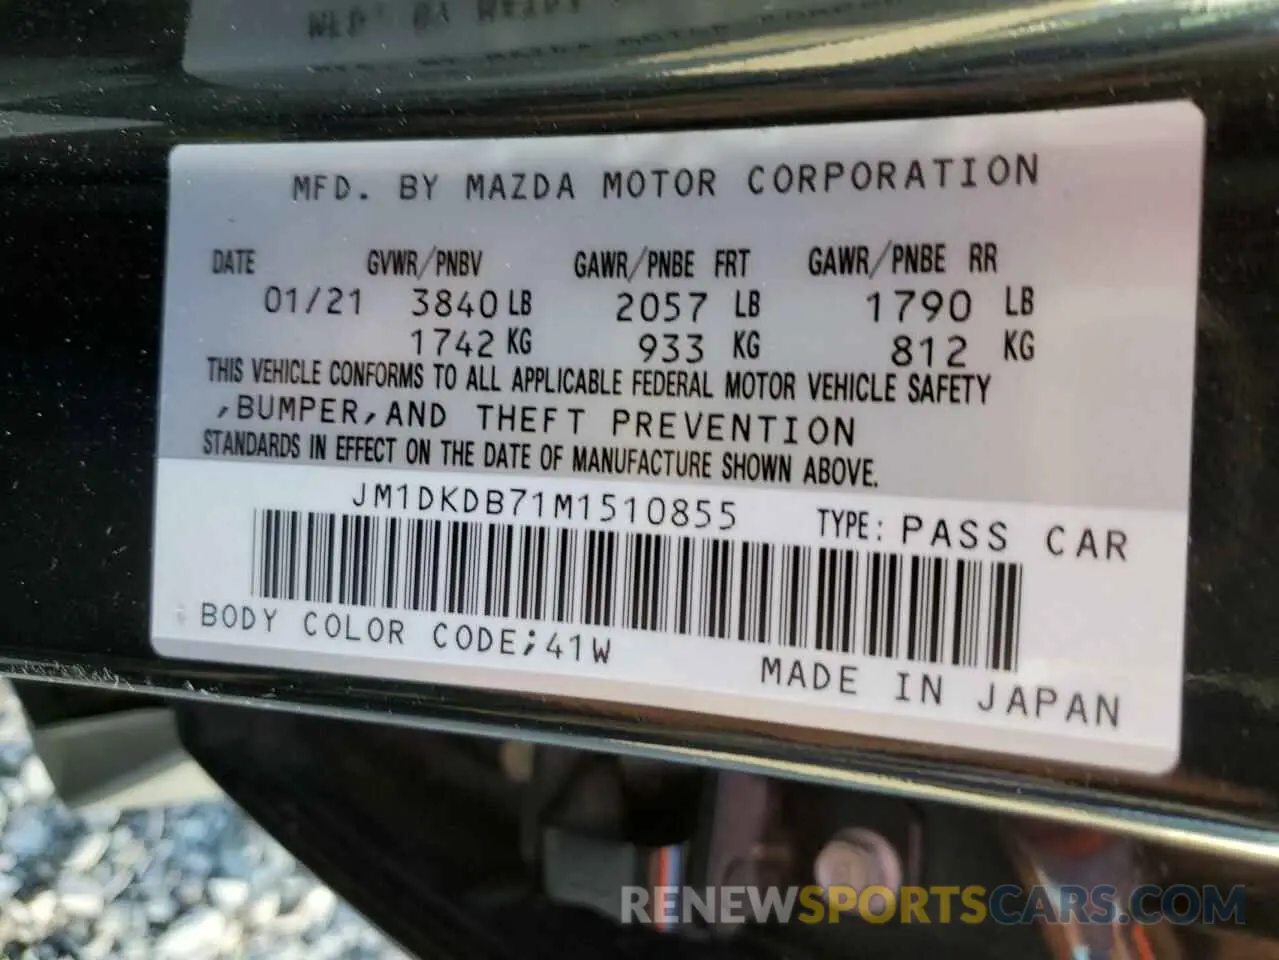 MFD. BY MAZDA MOTOR CORPORATION
DATE GVWR/PNBV GAWR/PNBE FRT GAWR/PNBE RR
01/21 3840 LB 2057 LB 1790 LB
1742 KG 933 KG 812 KG
THIS VEHICLE CONFORMS TO ALL APPLICABLE FEDERAL MOTOR VEHICLE SAFETY
,BUMPER,AND THEFT PREVENTION
STANDARDS IN EFFECT ON THE DATE OF MANUFACTURE SHOWN ABOVE.
JM1DKDB71M1510855 TYPE: PASS CAR
BODY COLOR CODE;41W
MADE IN JAPAN
RENEWSPORTSCARS.COM